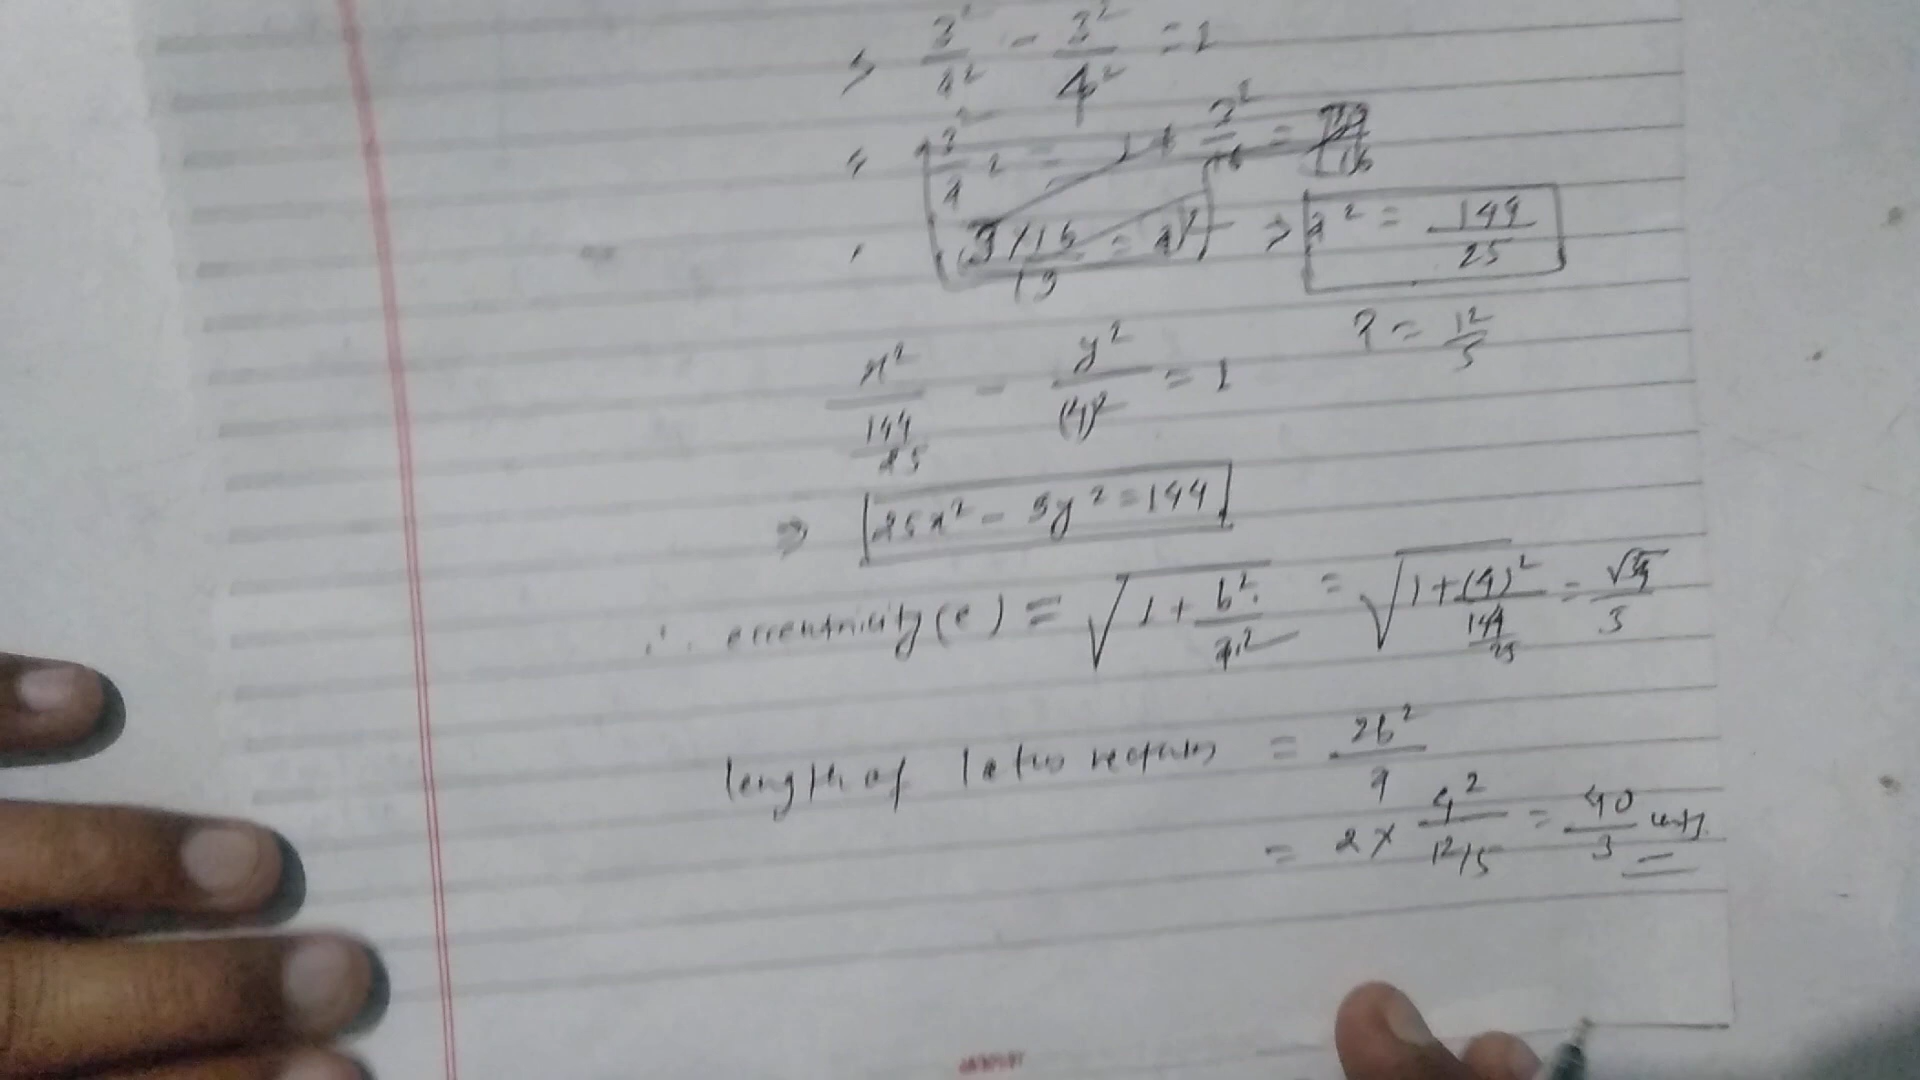 ⇒ 3²/a² - 3²/4² = 1
3²/a² = 1 + 3²/16 =
⇒ a² = 144/25
a = 12/5
x²/(144/25) - y²/(4)² = 1
⇒ 25x² - 9y² = 144
∴ eccentricity (e) = √(1 + b²/a²) = √(1 + (4)²/(144/25)) = √34/3
length of latus rectum = 2b²/a
= 2 × 4²/(12/5) = 40/3 units.